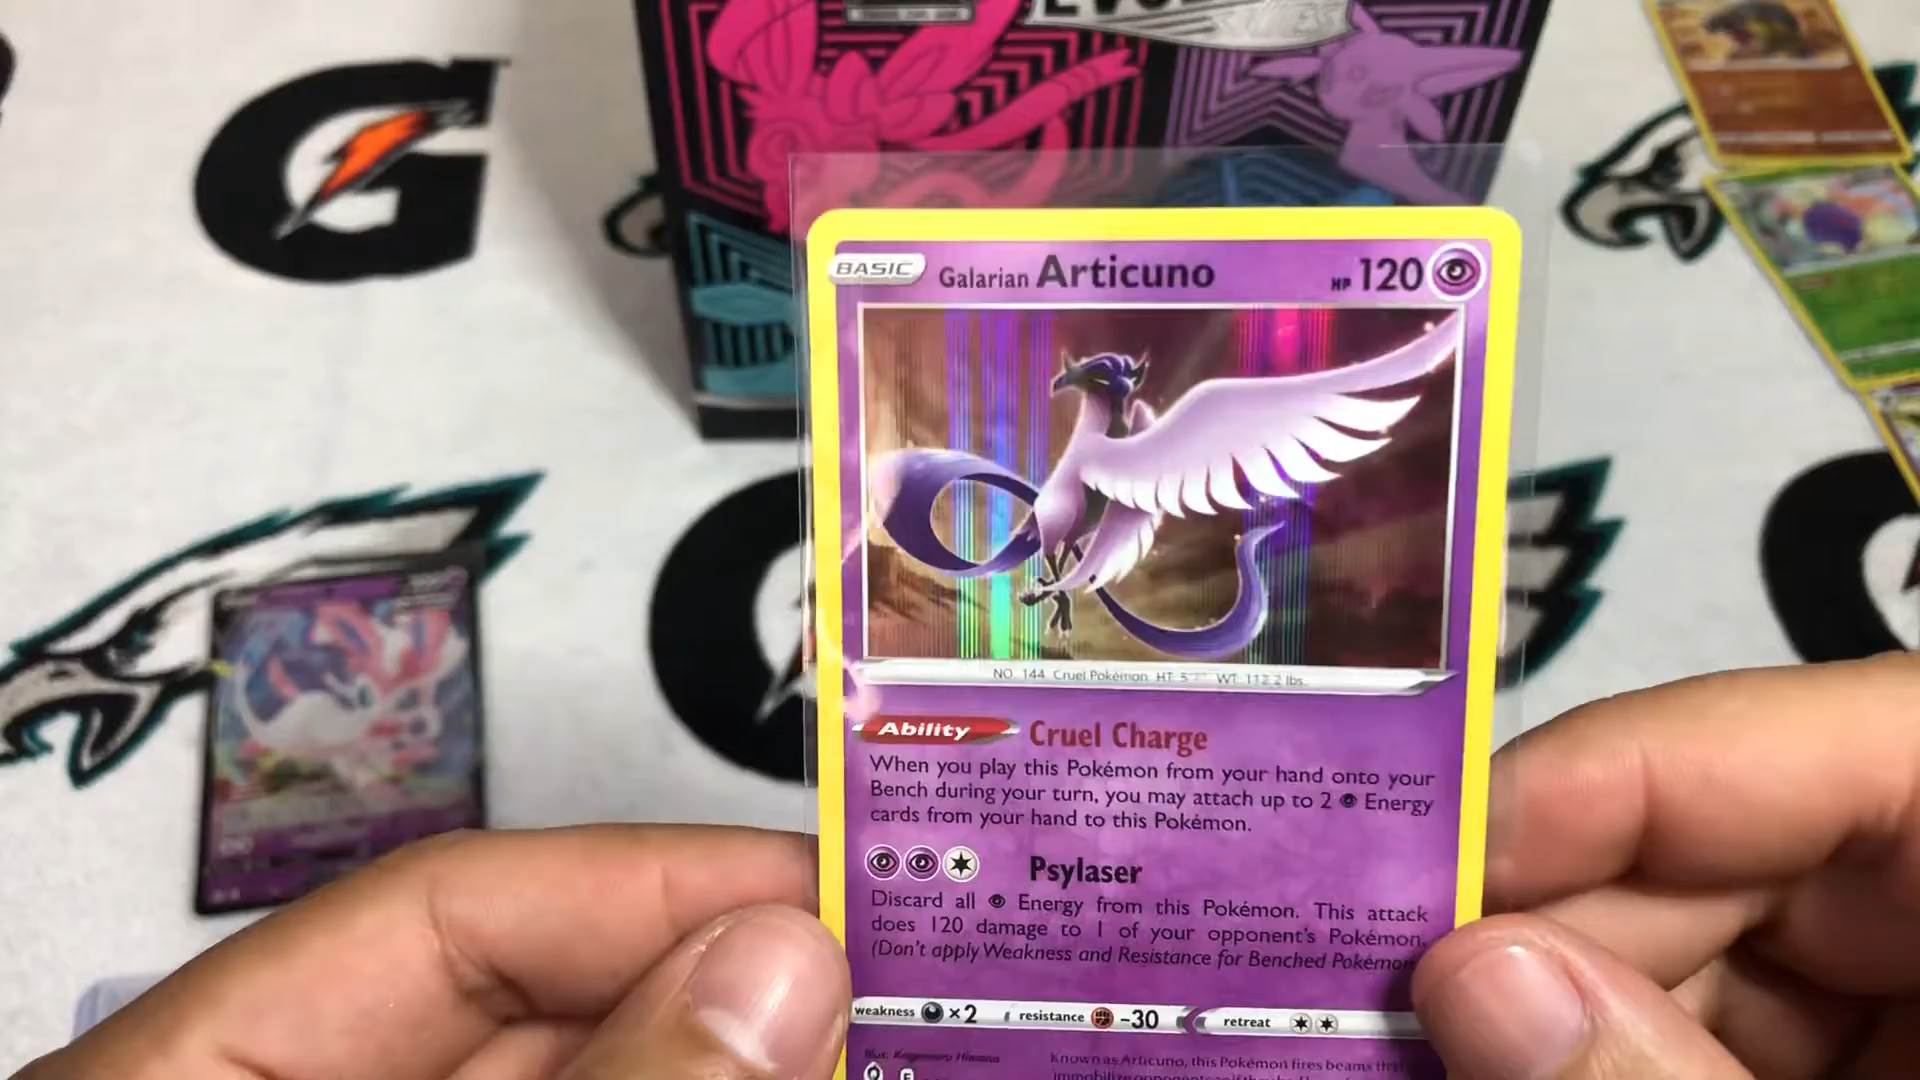 G
BASIC Galarian Articuno HP 120
NO. 144 Cruel Pokémon HT: WT: 112.2 lbs.
Ability Cruel Charge
When you play this Pokémon from your hand onto your
Bench during your turn, you may attach up to 2 Energy
cards from your hand to this Pokémon.
Psylaser
Discard all Energy from this Pokémon. This attack
does 120 damage to 1 of your opponent's Pokémon.
(Don't apply Weakness and Resistance for Benched Pokémon
weakness ×2 resistance -30 retreat
Known as Articuno, this Pokémon fires beams